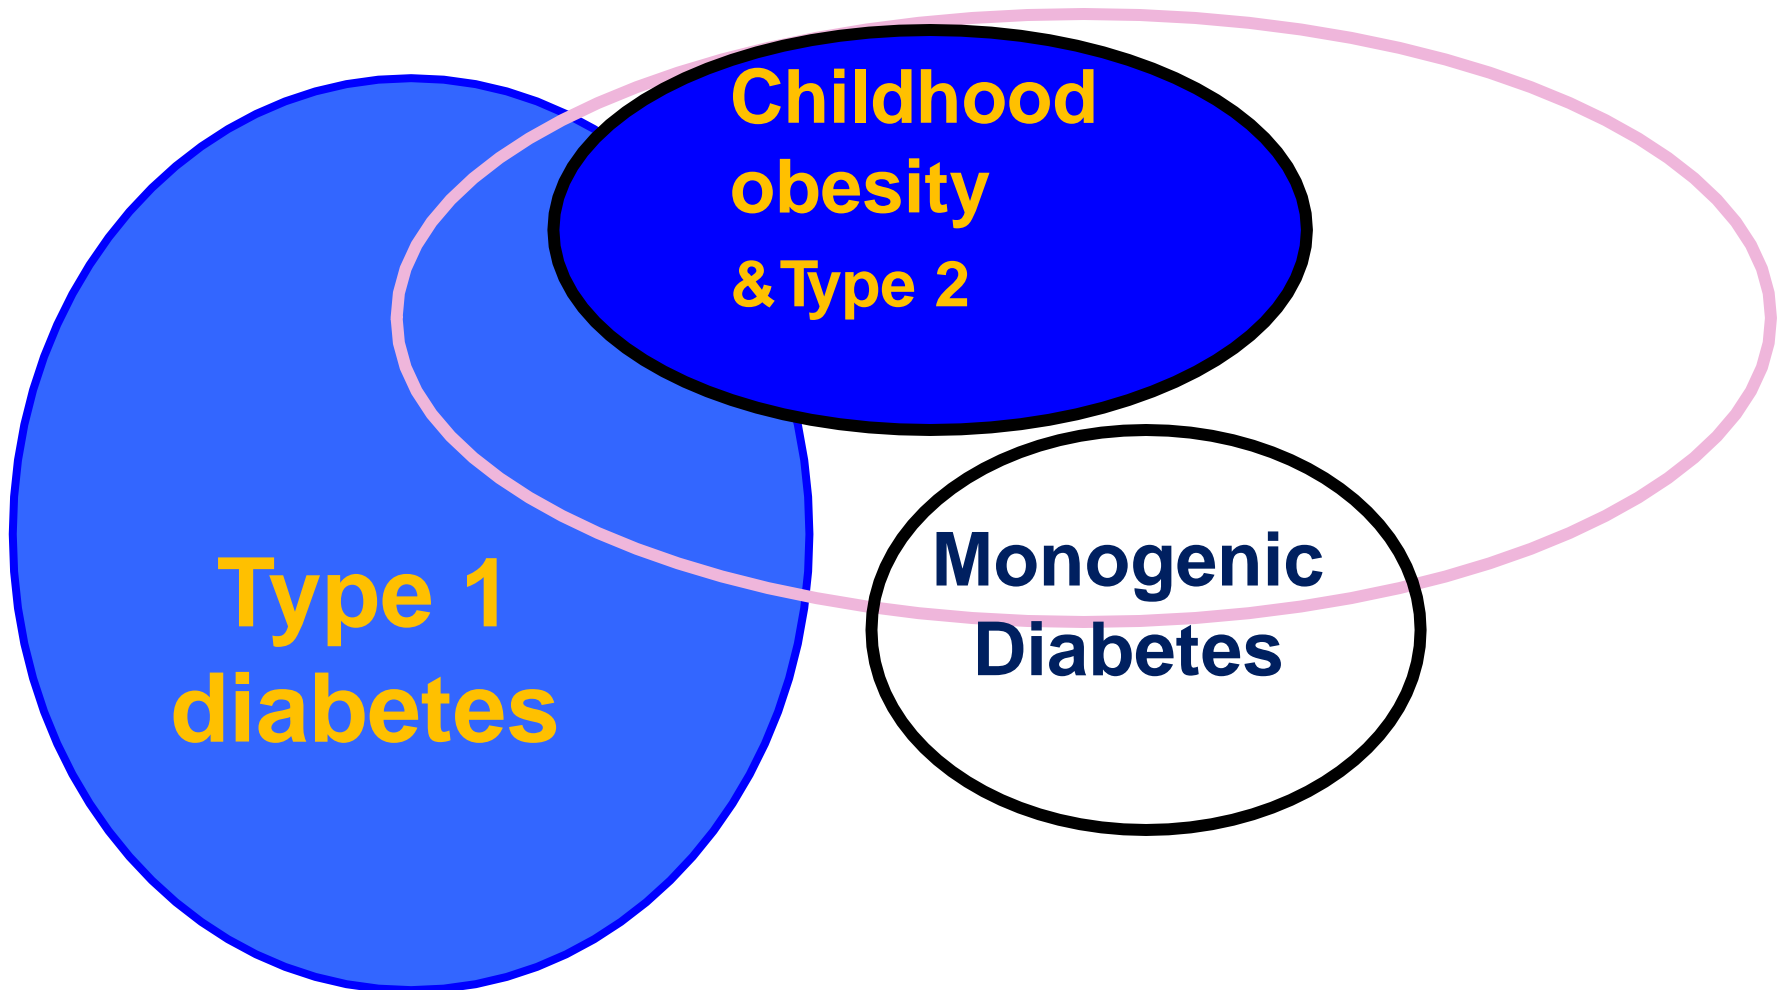 Childhood
obesity
& Type 2
Type 1
diabetes
Monogenic
Diabetes